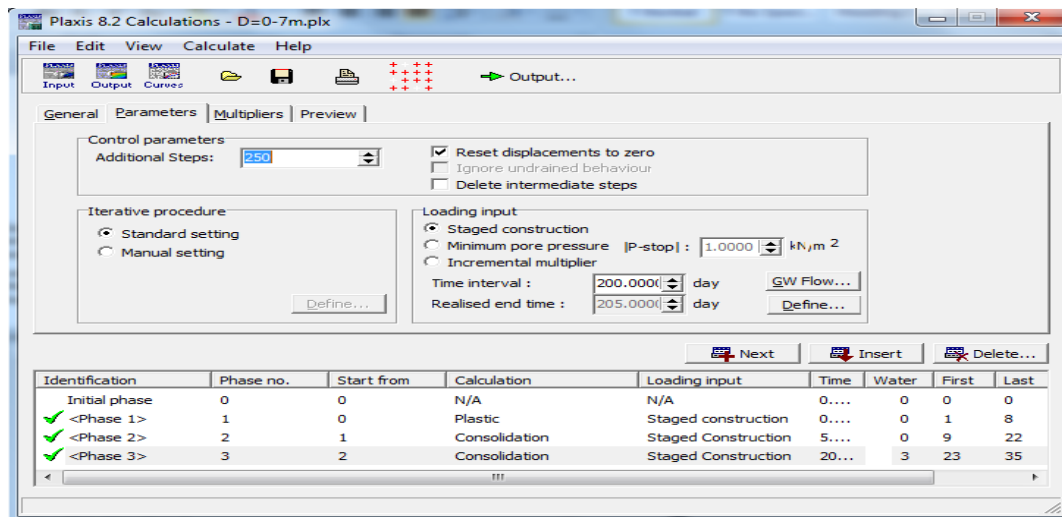 Plaxis 8.2 Calculations - D=0-7m.plx
File Edit View Calculate Help
Input Output Curves Output...
General Parameters Multipliers Preview
Control parameters
Additional Steps: 250
Reset displacements to zero
Ignore undrained behaviour
Delete intermediate steps
Iterative procedure
Standard setting
Manual setting
Define...
Loading input
Staged construction
Minimum pore pressure |P-stop| : 1.0000 kN/m 2
Incremental multiplier
Time interval : 200.000( day GW Flow...
Realised end time : 205.000( day Define...
Next Insert Delete...
Identification Phase no. Start from Calculation Loading input Time Water First Last
Initial phase 0 0 N/A N/A 0.... 0 0 0
<Phase 1> 1 0 Plastic Staged construction 0.... 0 1 8
<Phase 2> 2 1 Consolidation Staged Construction 5.... 0 9 22
<Phase 3> 3 2 Consolidation Staged Construction 20... 3 23 35